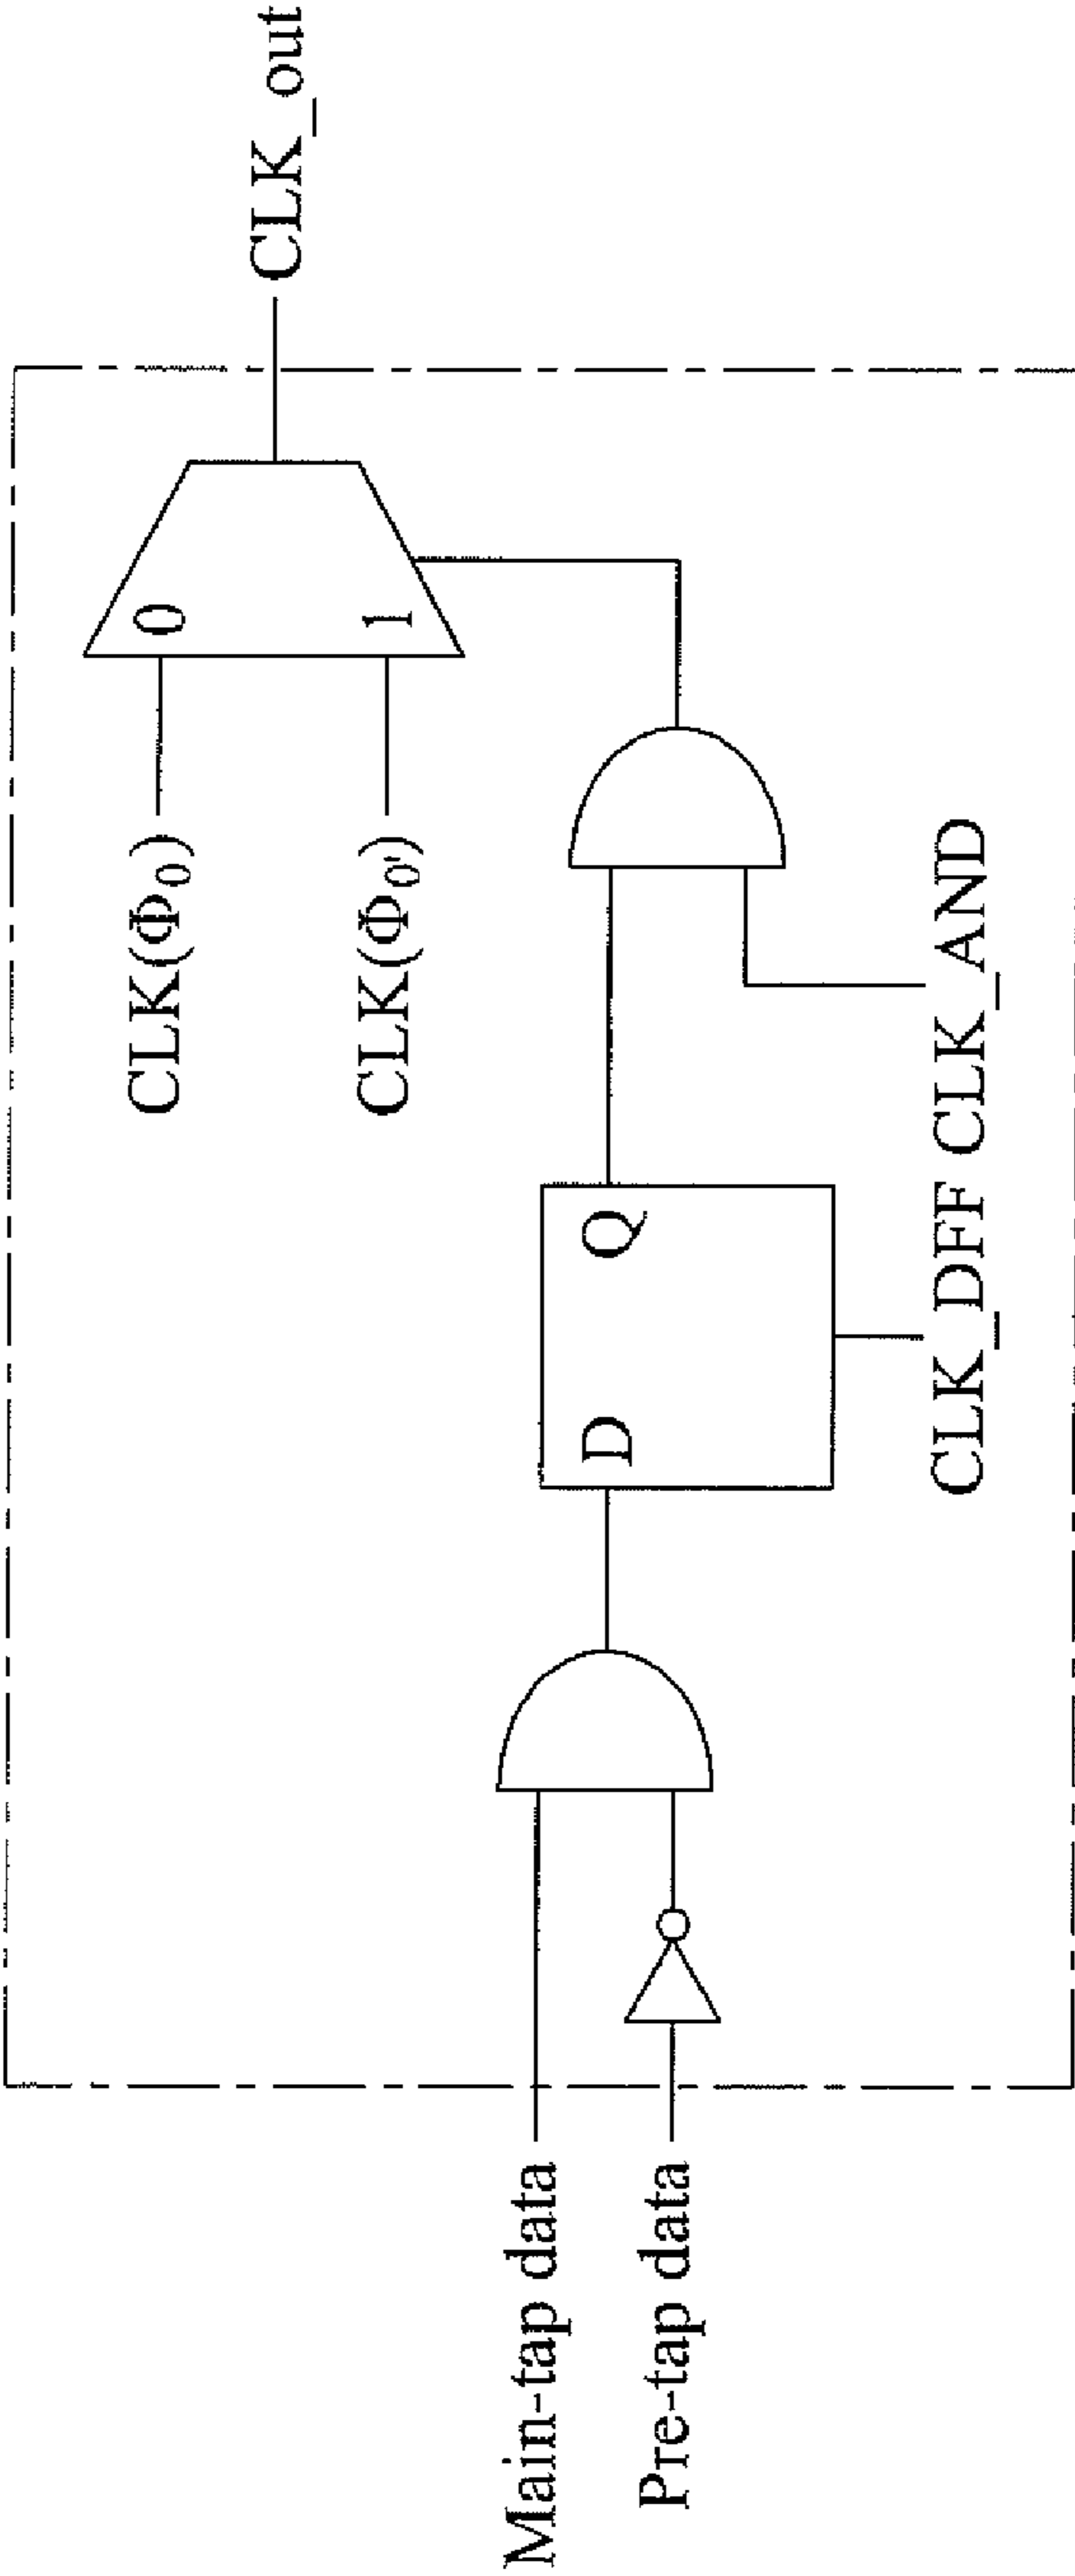 Main-tap data
Pre-tap data
D
Q
CLK_DFF
CLK_AND
CLK(Φ₀)
CLK(Φ₀')
0
1
CLK_out